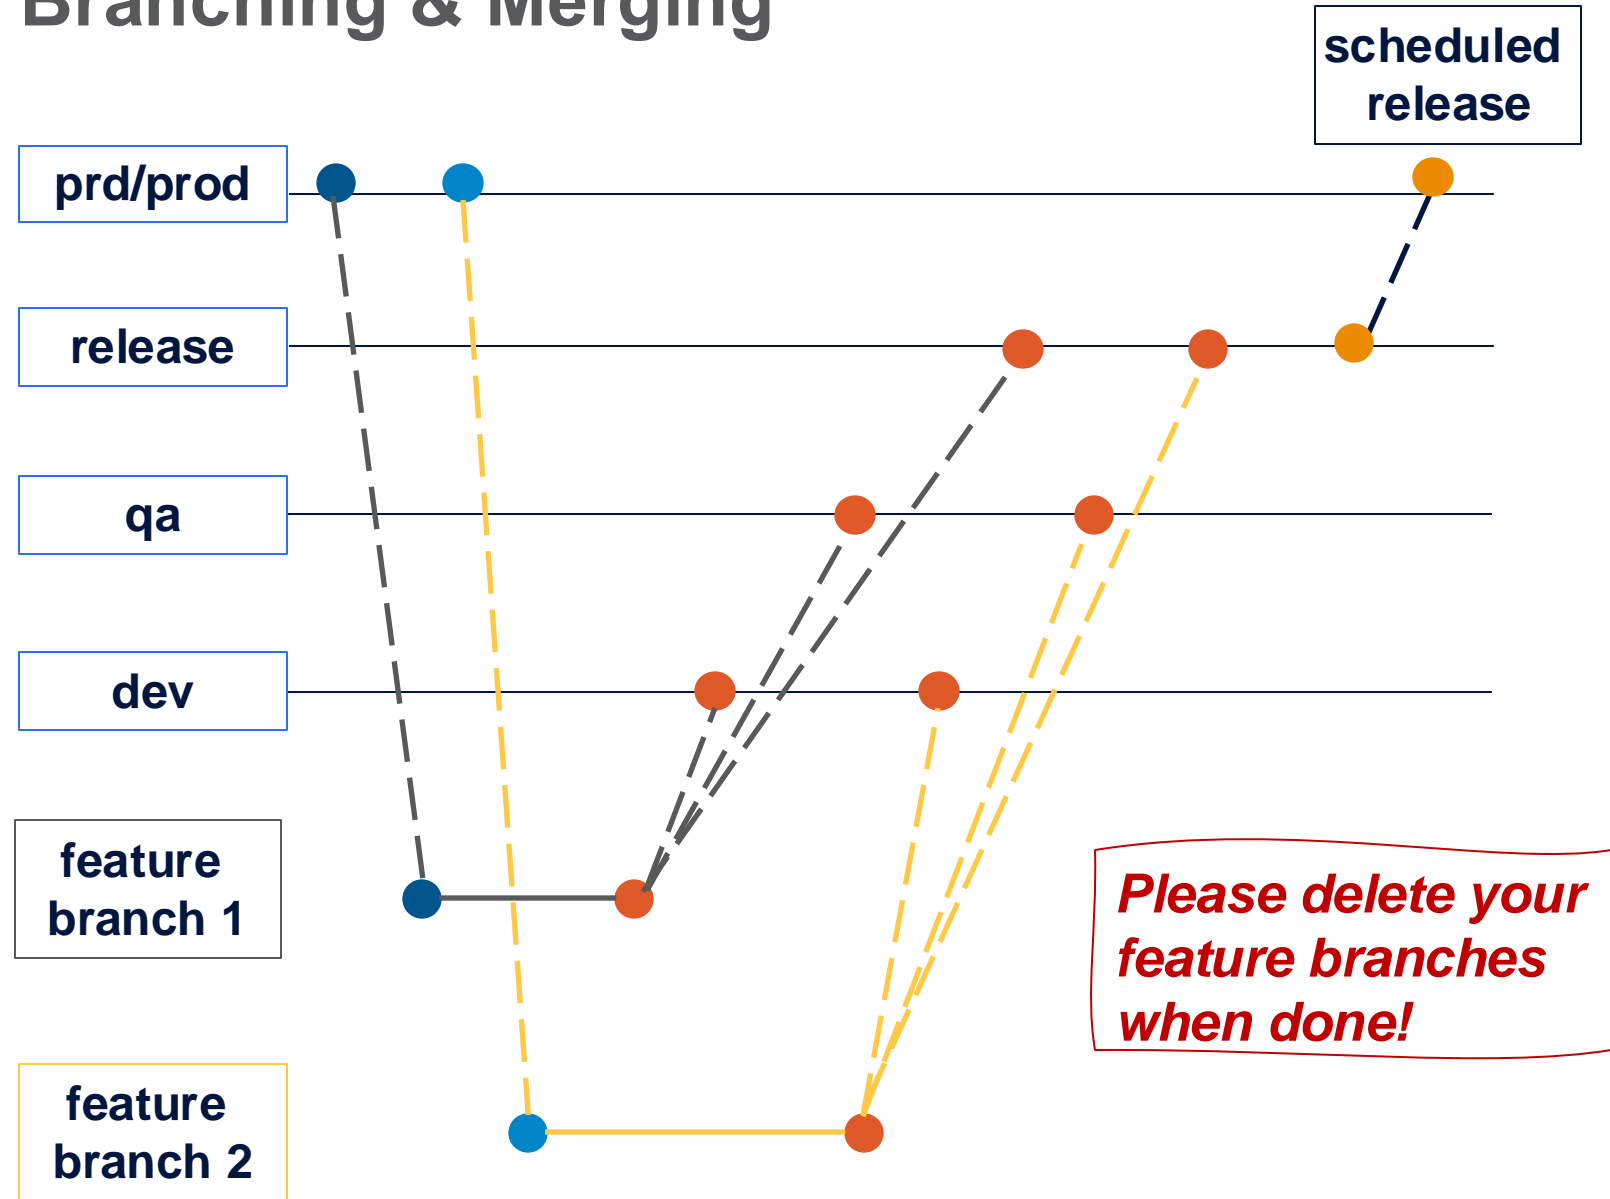 Branching & Merging
scheduled
release
prd/prod
release
qa
dev
feature
branch 1
Please delete your
feature branches
when done!
feature
branch 2